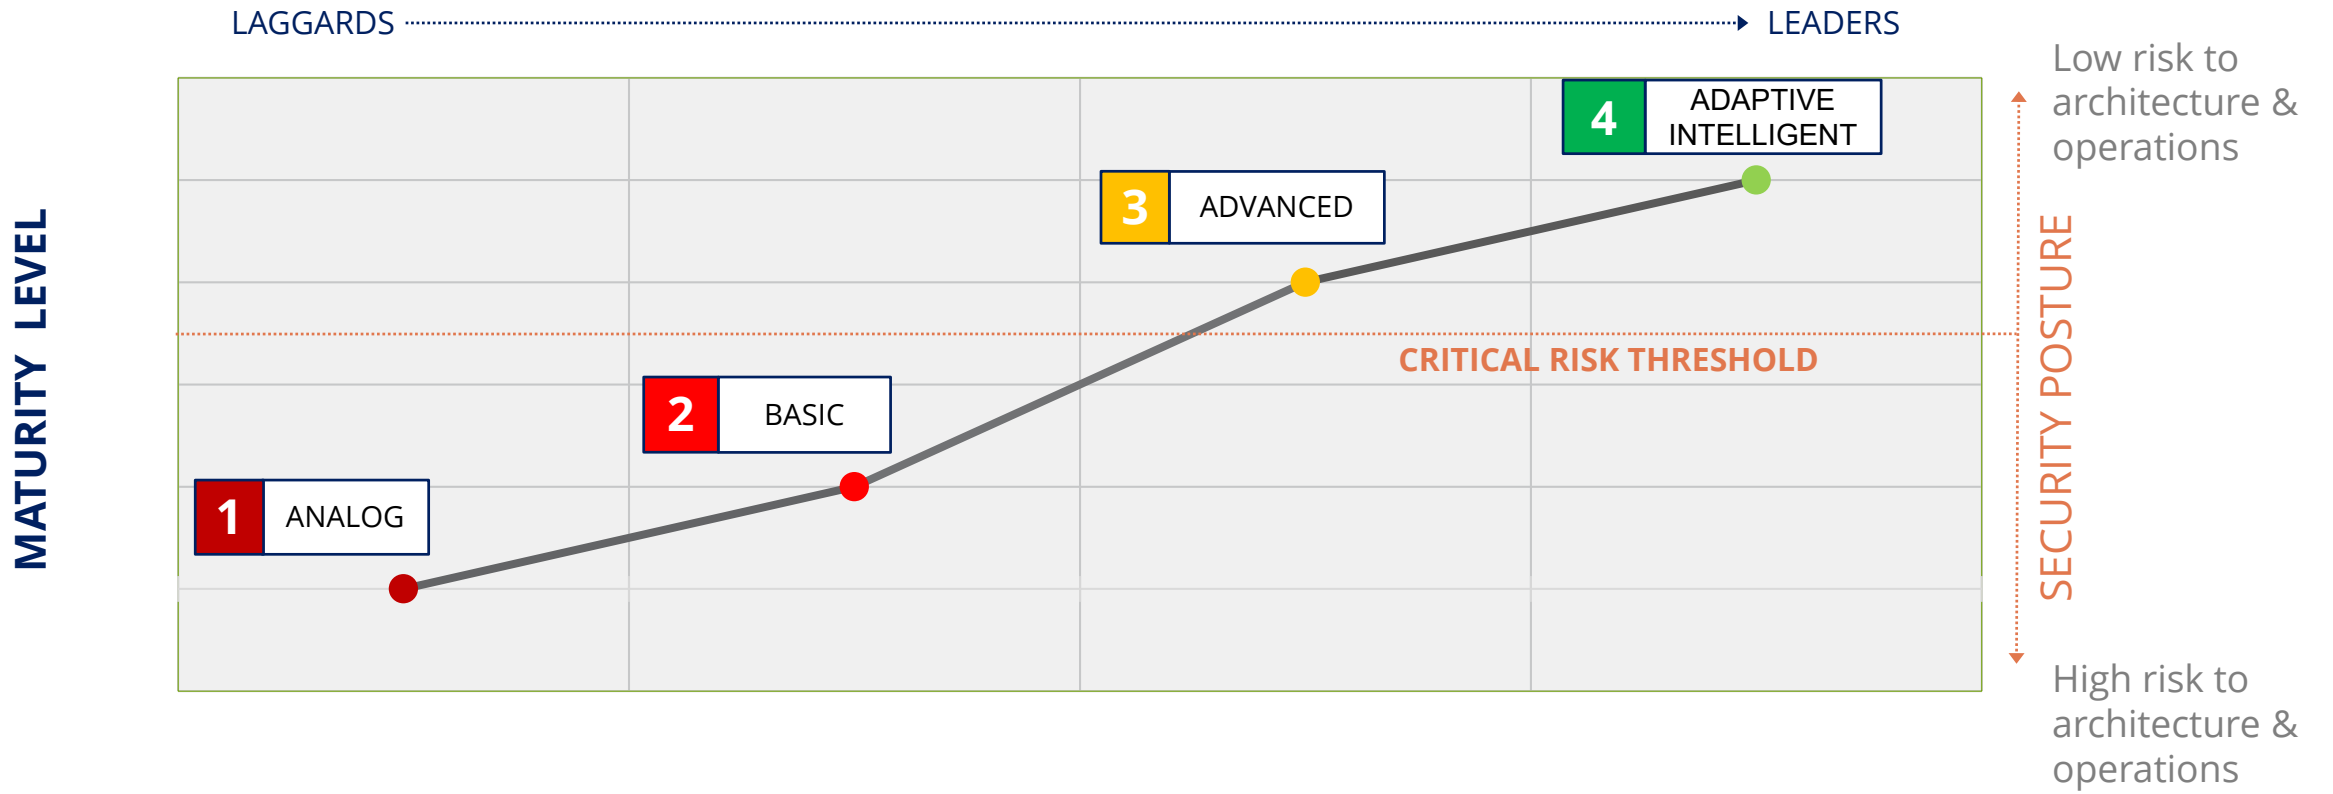 LAGGARDS
LEADERS
Low risk to
architecture &
operations
4
ADAPTIVE
INTELLIGENT
3
ADVANCED
MATURITY LEVEL
SECURITY POSTURE
CRITICAL RISK THRESHOLD
2
BASIC
1
ANALOG
High risk to
architecture &
operations